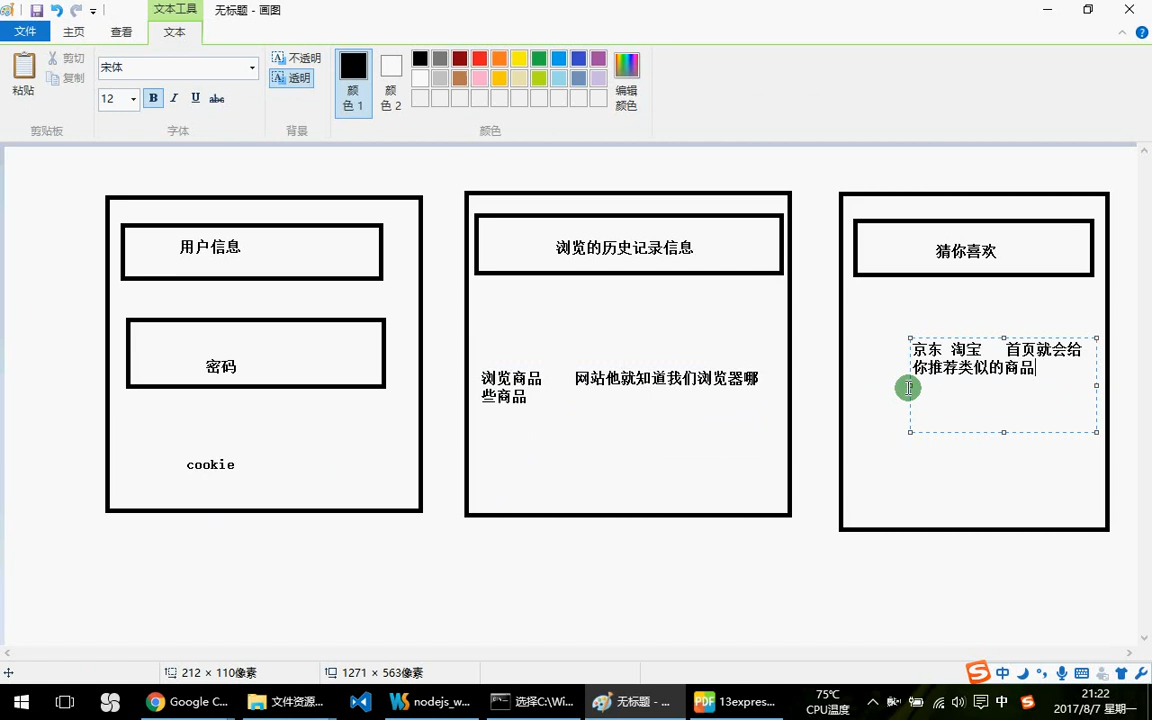 文本工具
无标题 - 画图
文件
主页
查看
文本
粘贴
剪切
复制
剪贴板
宋体
12
B
I
U
abc
字体
A 不透明
A 透明
背景
颜
色 1
颜
色 2
编辑
颜色
颜色
用户信息
密码
cookie
浏览的历史记录信息
浏览商品 网站他就知道我们浏览器哪
些商品
猜你喜欢
京东 淘宝 首页就会给
你推荐类似的商品
212 × 110像素
1271 × 563像素
S 中
Google C...
文件资源...
nodejs_w...
选择C:\Wi...
无标题 - ...
13expres...
75℃
CPU温度
中
S
21:22
2017/8/7 星期一